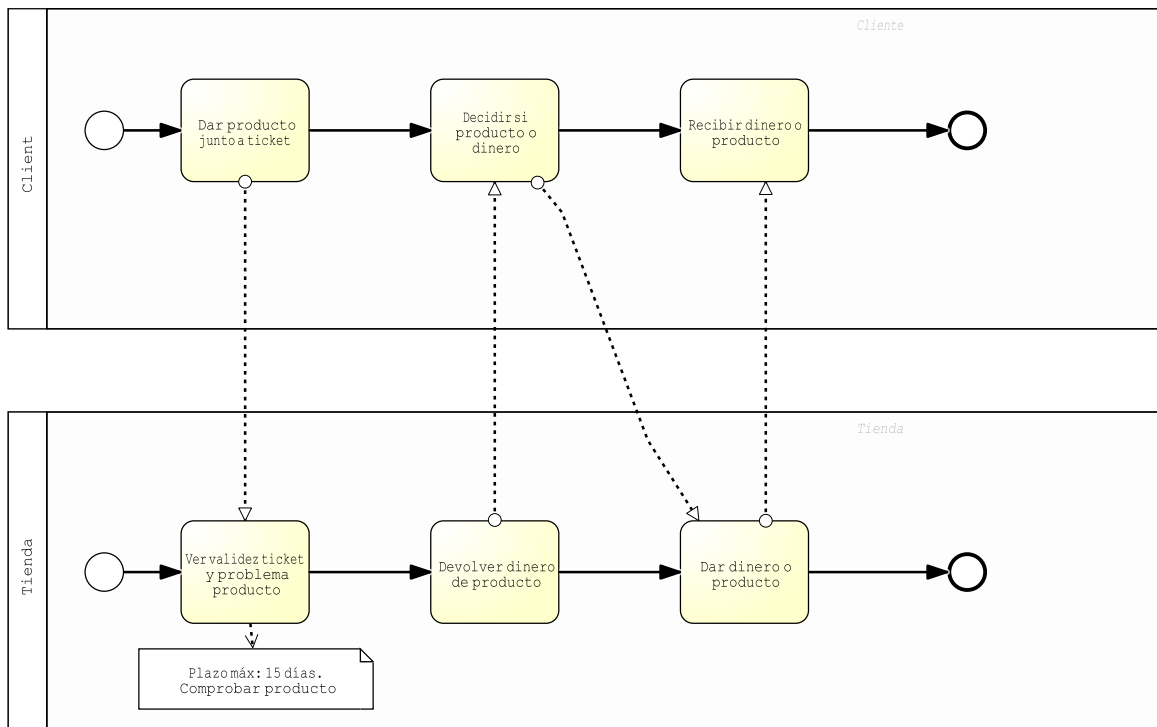 Cliente
Client
Dar producto
junto a ticket
Decidir si
producto o
dinero
Recibir dinero o
producto
Tienda
Tienda
Ver validez ticket
y problema
producto
Devolver dinero
de producto
Dar dinero o
producto
Plazo máx: 15 días.
Comprobar producto